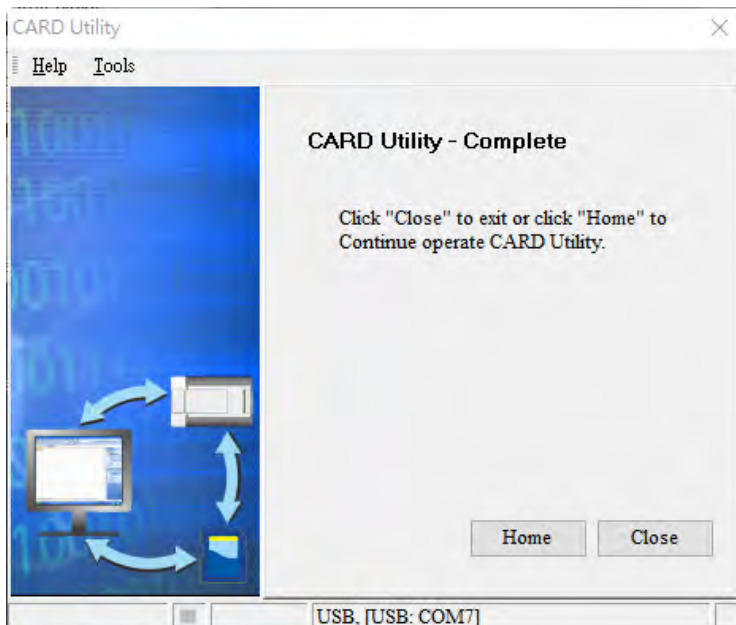 CARD Utility
Help Tools
CARD Utility - Complete
Click "Close" to exit or click "Home" to
Continue operate CARD Utility.
Home Close
USB, [USB: COM7]